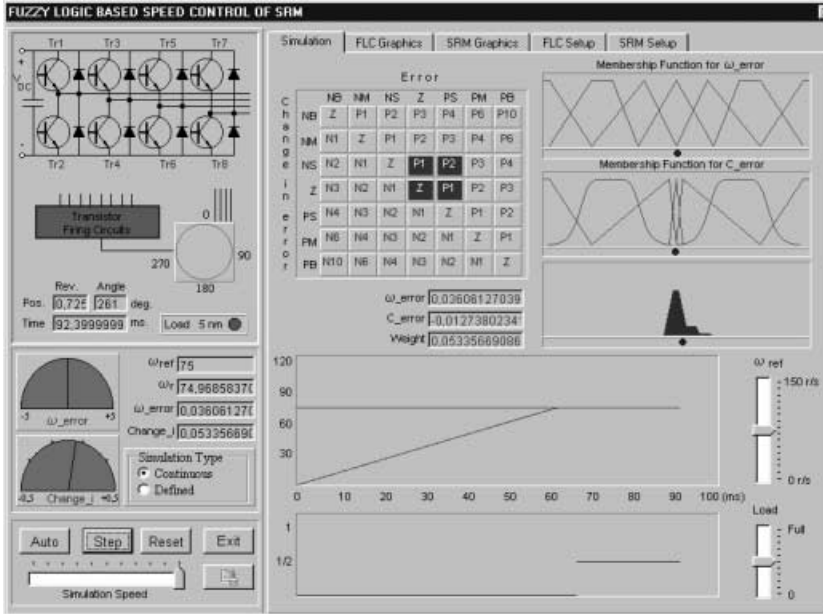 FUZZY LOGIC BASED SPEED CONTROL OF SRM
Tr1 Tr3 Tr5 Tr7
+
V DC
-
Tr2 Tr4 Tr6 Tr8
Transistor
Firing Circuits
0
90
180
270
Rev. Angle
Pos. 0,725 261 deg.
Time 92,3999999 ms. Load 5 nm
ωref 75
ωr 74,96858370
ω_error 0,036061270
Change_i 0,05335669
-5 ω_error +5
-0,5 Change_i +0,5
Simulation Type
Continuous
Defined
Auto Step Reset Exit
Simulation Speed
Simulation FLC Graphics SRM Graphics FLC Setup SRM Setup
Error
Change in error
NB NM NS Z PS PM PB
NB Z P1 P2 P3 P4 P6 P10
NM N1 Z P1 P2 P3 P4 P6
NS N2 N1 Z P1 P2 P3 P4
Z N3 N2 N1 Z P1 P2 P3
PS N4 N3 N2 N1 Z P1 P2
PM N6 N4 N3 N2 N1 Z P1
PB N10 N6 N4 N3 N2 N1 Z
ω_error 0,03606127039
C_error -0,0127380234
Weight 0,05335669086
Membership Function for ω_error
Membership Function for C_error
120
90
60
30
0 10 20 30 40 50 60 70 80 90 100 (ms)
1
1/2
ω ref
150 r/s
0 r/s
Load
Full
0